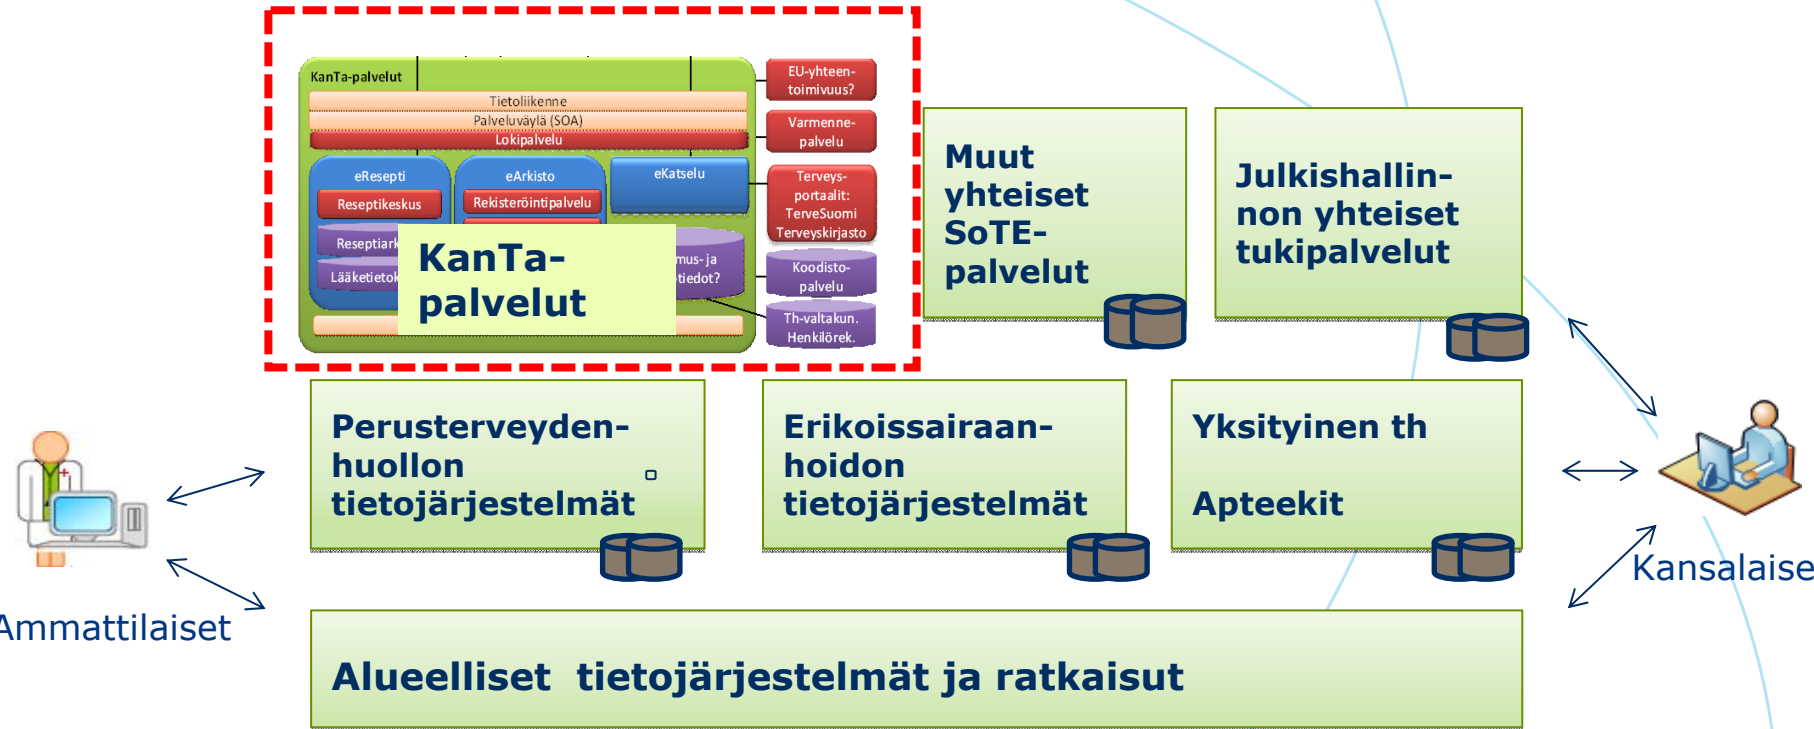 KanTa-palvelut
Tietoliikenne
Palveluväylä (SOA)
Lokipalvelu
eResepti
Reseptikeskus
eArkisto
Rekisteröintipalvelu
eKatselu
KanTa-
palvelut
EU-yhteen-
toimivuus?
Varmenne-
palvelu
Terveys-
portaalit:
TerveSuomi
Terveyskirjasto
Koodisto-
palvelu
Th-valtakun.
Henkilörek.
Muut
yhteiset
SoTE-
palvelut
Julkishallin-
non yhteiset
tukipalvelut
Perusterveyden-
huollon
tietojärjestelmät
Erikoissairaan-
hoidon
tietojärjestelmät
Yksityinen th
Apteekit
Ammattilaiset
Kansalaise
Alueelliset tietojärjestelmät ja ratkaisut